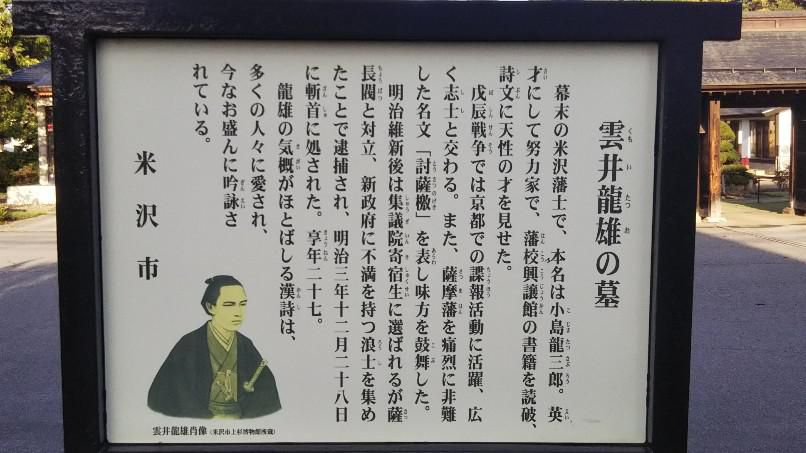 雲井龍雄の墓
幕末の米沢藩士で、本名は小島龍三郎。英
才にして努力家で、藩校興譲館の書籍を読破、
詩文に天性の才を見せた。
戊辰戦争では京都での諜報活動に活躍、広
く志士と交わる。また、薩摩藩を痛烈に非難
した名文「討薩檄」を表し味方を鼓舞した。
明治維新後は集議院寄宿生に選ばれるが薩
長閥と対立、新政府に不満を持つ浪士を集め
たことで逮捕され、明治三年十二月二十八日
に斬首に処された。享年二十七。
龍雄の気概がほとばしる漢詩は、
多くの人々に愛され、
今なお盛んに吟詠さ
れている。
米沢市
雲井龍雄肖像(米沢市上杉博物館所蔵)